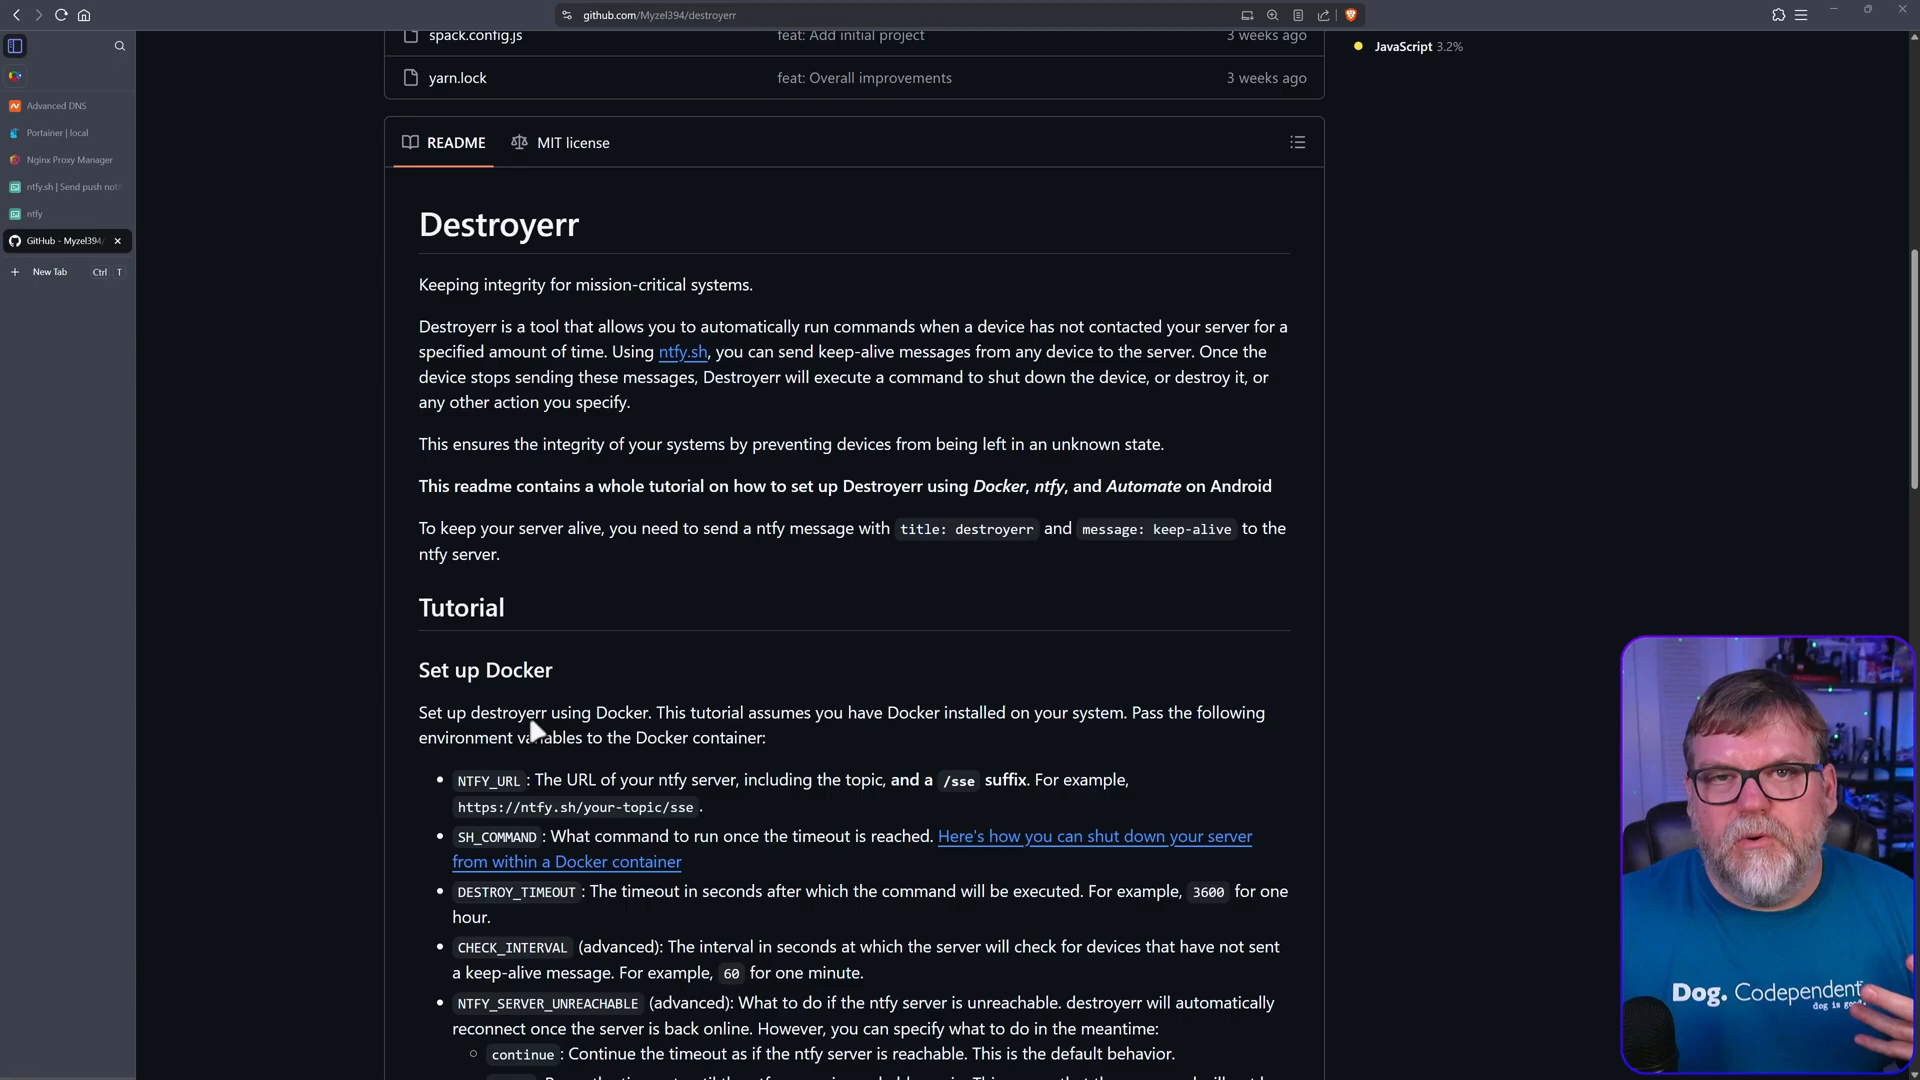 github.com/Myzel394/destroyerr
spack.config.js feat: Add initial project 3 weeks ago
JavaScript 3.2%
yarn.lock feat: Overall improvements 3 weeks ago
Advanced DNS
Portainer | local
Nginx Proxy Manager
ntfy.sh | Send push noti
ntfy
GitHub - Myzel394/
New Tab Ctrl T
README MIT license
Destroyerr
Keeping integrity for mission-critical systems.
Destroyerr is a tool that allows you to automatically run commands when a device has not contacted your server for a
specified amount of time. Using ntfy.sh, you can send keep-alive messages from any device to the server. Once the
device stops sending these messages, Destroyerr will execute a command to shut down the device, or destroy it, or
any other action you specify.
This ensures the integrity of your systems by preventing devices from being left in an unknown state.
This readme contains a whole tutorial on how to set up Destroyerr using Docker, ntfy, and Automate on Android
To keep your server alive, you need to send a ntfy message with title: destroyerr and message: keep-alive to the
ntfy server.
Tutorial
Set up Docker
Set up destroyerr using Docker. This tutorial assumes you have Docker installed on your system. Pass the following
environment variables to the Docker container:
• NTFY_URL : The URL of your ntfy server, including the topic, and a /sse suffix. For example,
https://ntfy.sh/your-topic/sse .
• SH_COMMAND : What command to run once the timeout is reached. Here's how you can shut down your server
from within a Docker container
• DESTROY_TIMEOUT : The timeout in seconds after which the command will be executed. For example, 3600 for one
hour.
• CHECK_INTERVAL (advanced): The interval in seconds at which the server will check for devices that have not sent
a keep-alive message. For example, 60 for one minute.
• NTFY_SERVER_UNREACHABLE (advanced): What to do if the ntfy server is unreachable. destroyerr will automatically
reconnect once the server is back online. However, you can specify what to do in the meantime:
○ continue : Continue the timeout as if the ntfy server is reachable. This is the default behavior.
Dog. Codependent
dog is good.